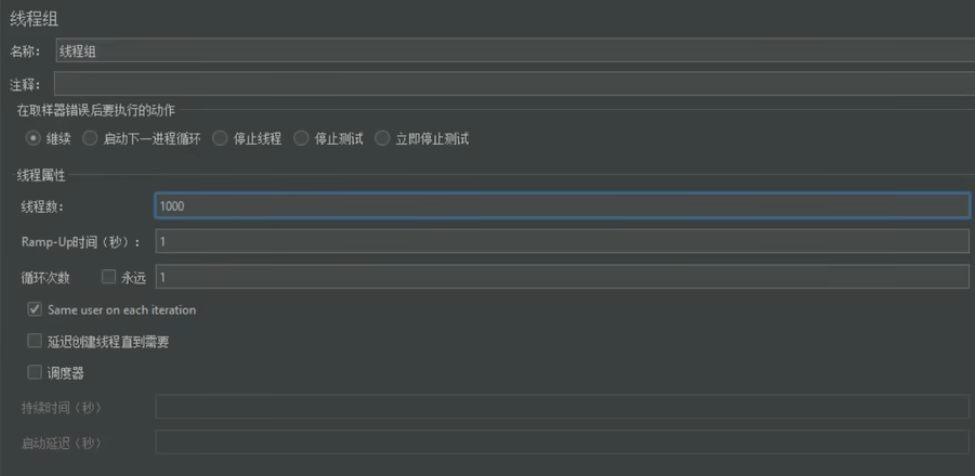 线程组
名称： 线程组
注释：
在取样器错误后要执行的动作
继续 启动下一进程循环 停止线程 停止测试 立即停止测试
线程属性
线程数： 1000
Ramp-Up时间（秒）： 1
循环次数 永远 1
Same user on each iteration
延迟创建线程直到需要
调度器
持续时间（秒）
启动延迟（秒）